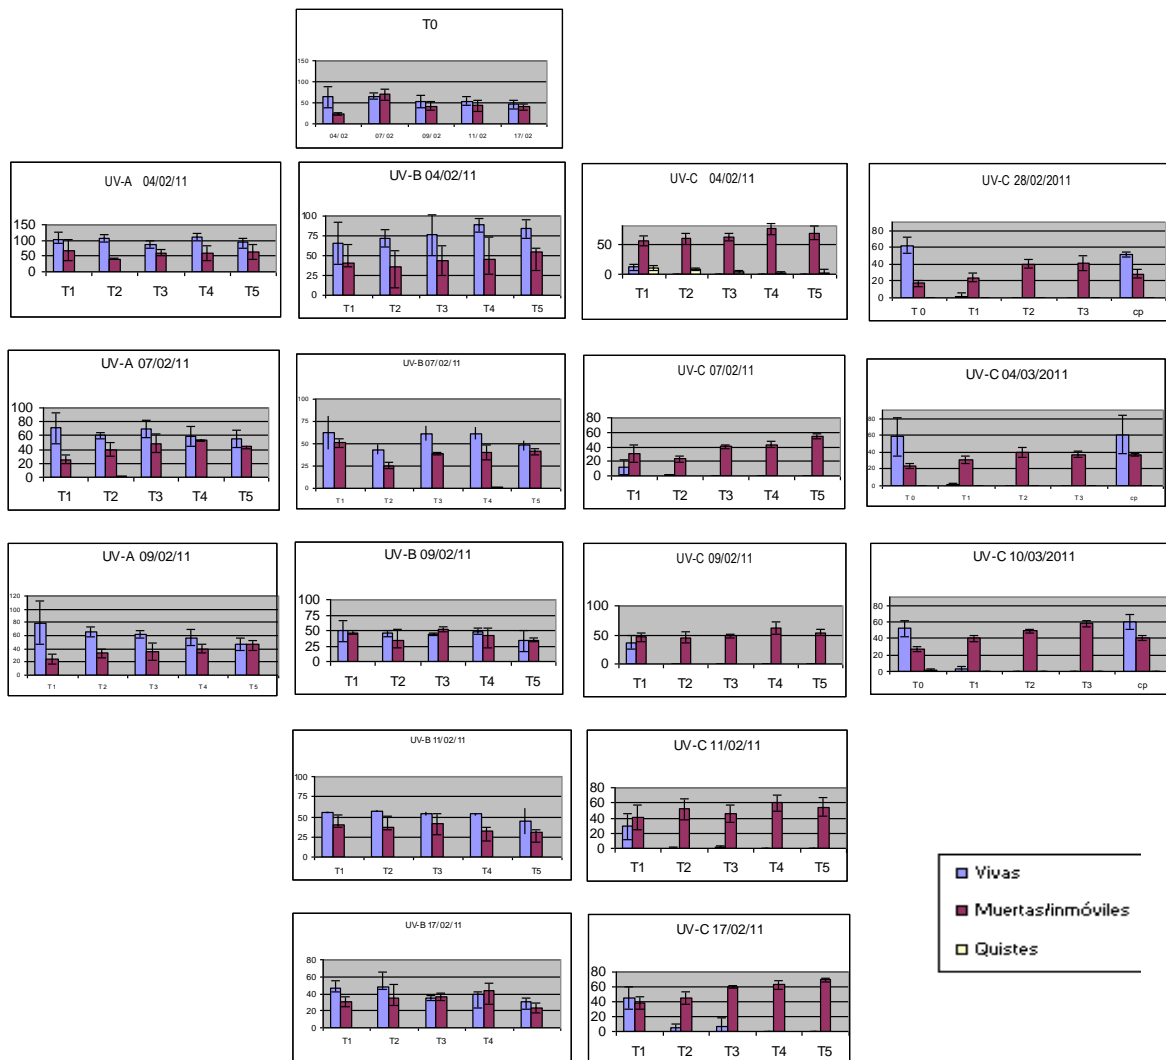 T0
150
100
50
0
04/ 02 07/ 02 09/ 02 11/ 02 17/ 02
UV-A 04/02/11
150
100
50
0
T1 T2 T3 T4 T5
UV-B 04/02/11
100
75
50
25
0
T1 T2 T3 T4 T5
UV-C 04/02/11
50
0
T1 T2 T3 T4 T5
UV-C 28/02/2011
80
60
40
20
0
T 0 T1 T2 T3 cp
UV-A 07/02/11
100
80
60
40
20
0
T1 T2 T3 T4 T5
UV-B 07/02/11
100
75
50
25
0
T1 T2 T3 T4 T5
UV-C 07/02/11
80
60
40
20
0
T1 T2 T3 T4 T5
UV-C 04/03/2011
80
60
40
20
0
T 0 T1 T2 T3 cp
UV-A 09/02/11
120
100
80
60
40
20
0
T1 T2 T3 T4 T5
UV-B 09/02/11
100
75
50
25
0
T1 T2 T3 T4 T5
UV-C 09/02/11
100
50
0
T1 T2 T3 T4 T5
UV-C 10/03/2011
80
60
40
20
0
T0 T1 T2 T3 cp
UV-B 11/02/11
100
75
50
25
0
T1 T2 T3 T4 T5
UV-C 11/02/11
80
60
40
20
0
T1 T2 T3 T4 T5
Vivas
Muertas/inmóviles
Quistes
UV-B 17/02/11
80
60
40
20
0
T1 T2 T3 T4
UV-C 17/02/11
80
60
40
20
0
T1 T2 T3 T4 T5